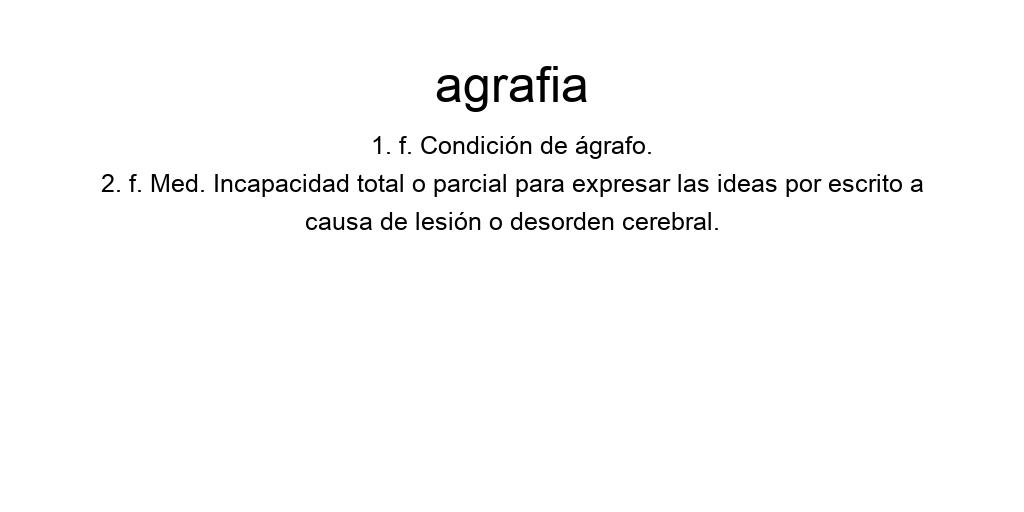 agrafia
1. f. Condición de ágrafo.
2. f. Med. Incapacidad total o parcial para expresar las ideas por escrito a
causa de lesión o desorden cerebral.